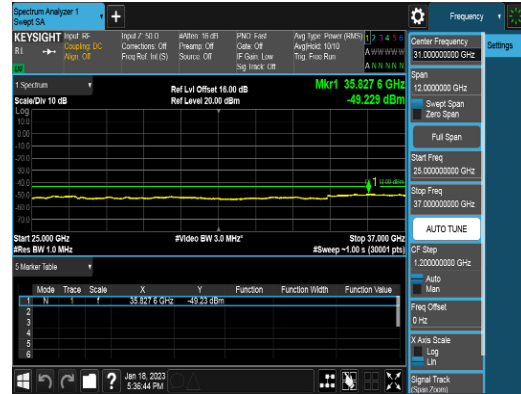 Spectrum Analyzer 1
Swept SA
+
Frequency
Settings
KEYSIGHT
R1
Input: RF
Coupling: DC
Align: Off
Input Z: 50 Ω
Corrections: Off
Freq Ref: Int (S)
#Atten: 16 dB
Preamp: Off
Source: Off
PNO: Fast
Gate: Off
IF Gain: Low
Sig Track: Off
Avg Type: Power (RMS)
Avg|Hold: 10/10
Trig: Free Run
1 2 3 4 5 6
A W W W W W
A N N N N N
1 Spectrum
Scale/Div 10 dB
Log
Ref Lvl Offset 16.00 dB
Ref Level 20.00 dBm
Mkr1 35.827 6 GHz
-49.229 dBm
10.0
0.00
-10.0
-20.0
-30.0
-40.0
-50.0
-60.0
-70.0
1
Start 25.000 GHz
#Res BW 1.0 MHz
#Video BW 3.0 MHz*
Stop 37.000 GHz
#Sweep ~1.00 s (30001 pts)
5 Marker Table
Mode Trace Scale X Y Function Function Width Function Value
1 N 1 f 35.827 6 GHz -49.23 dBm
2
3
4
5
6
Jan 18, 2023
5:36:44 PM
Center Frequency
31.000000000 GHz
Span
12.0000000 GHz
Swept Span
Zero Span
Full Span
Start Freq
25.000000000 GHz
Stop Freq
37.000000000 GHz
AUTO TUNE
CF Step
1.200000000 GHz
Auto
Man
Freq Offset
0 Hz
X Axis Scale
Log
Lin
Signal Track
(Span Zoom)